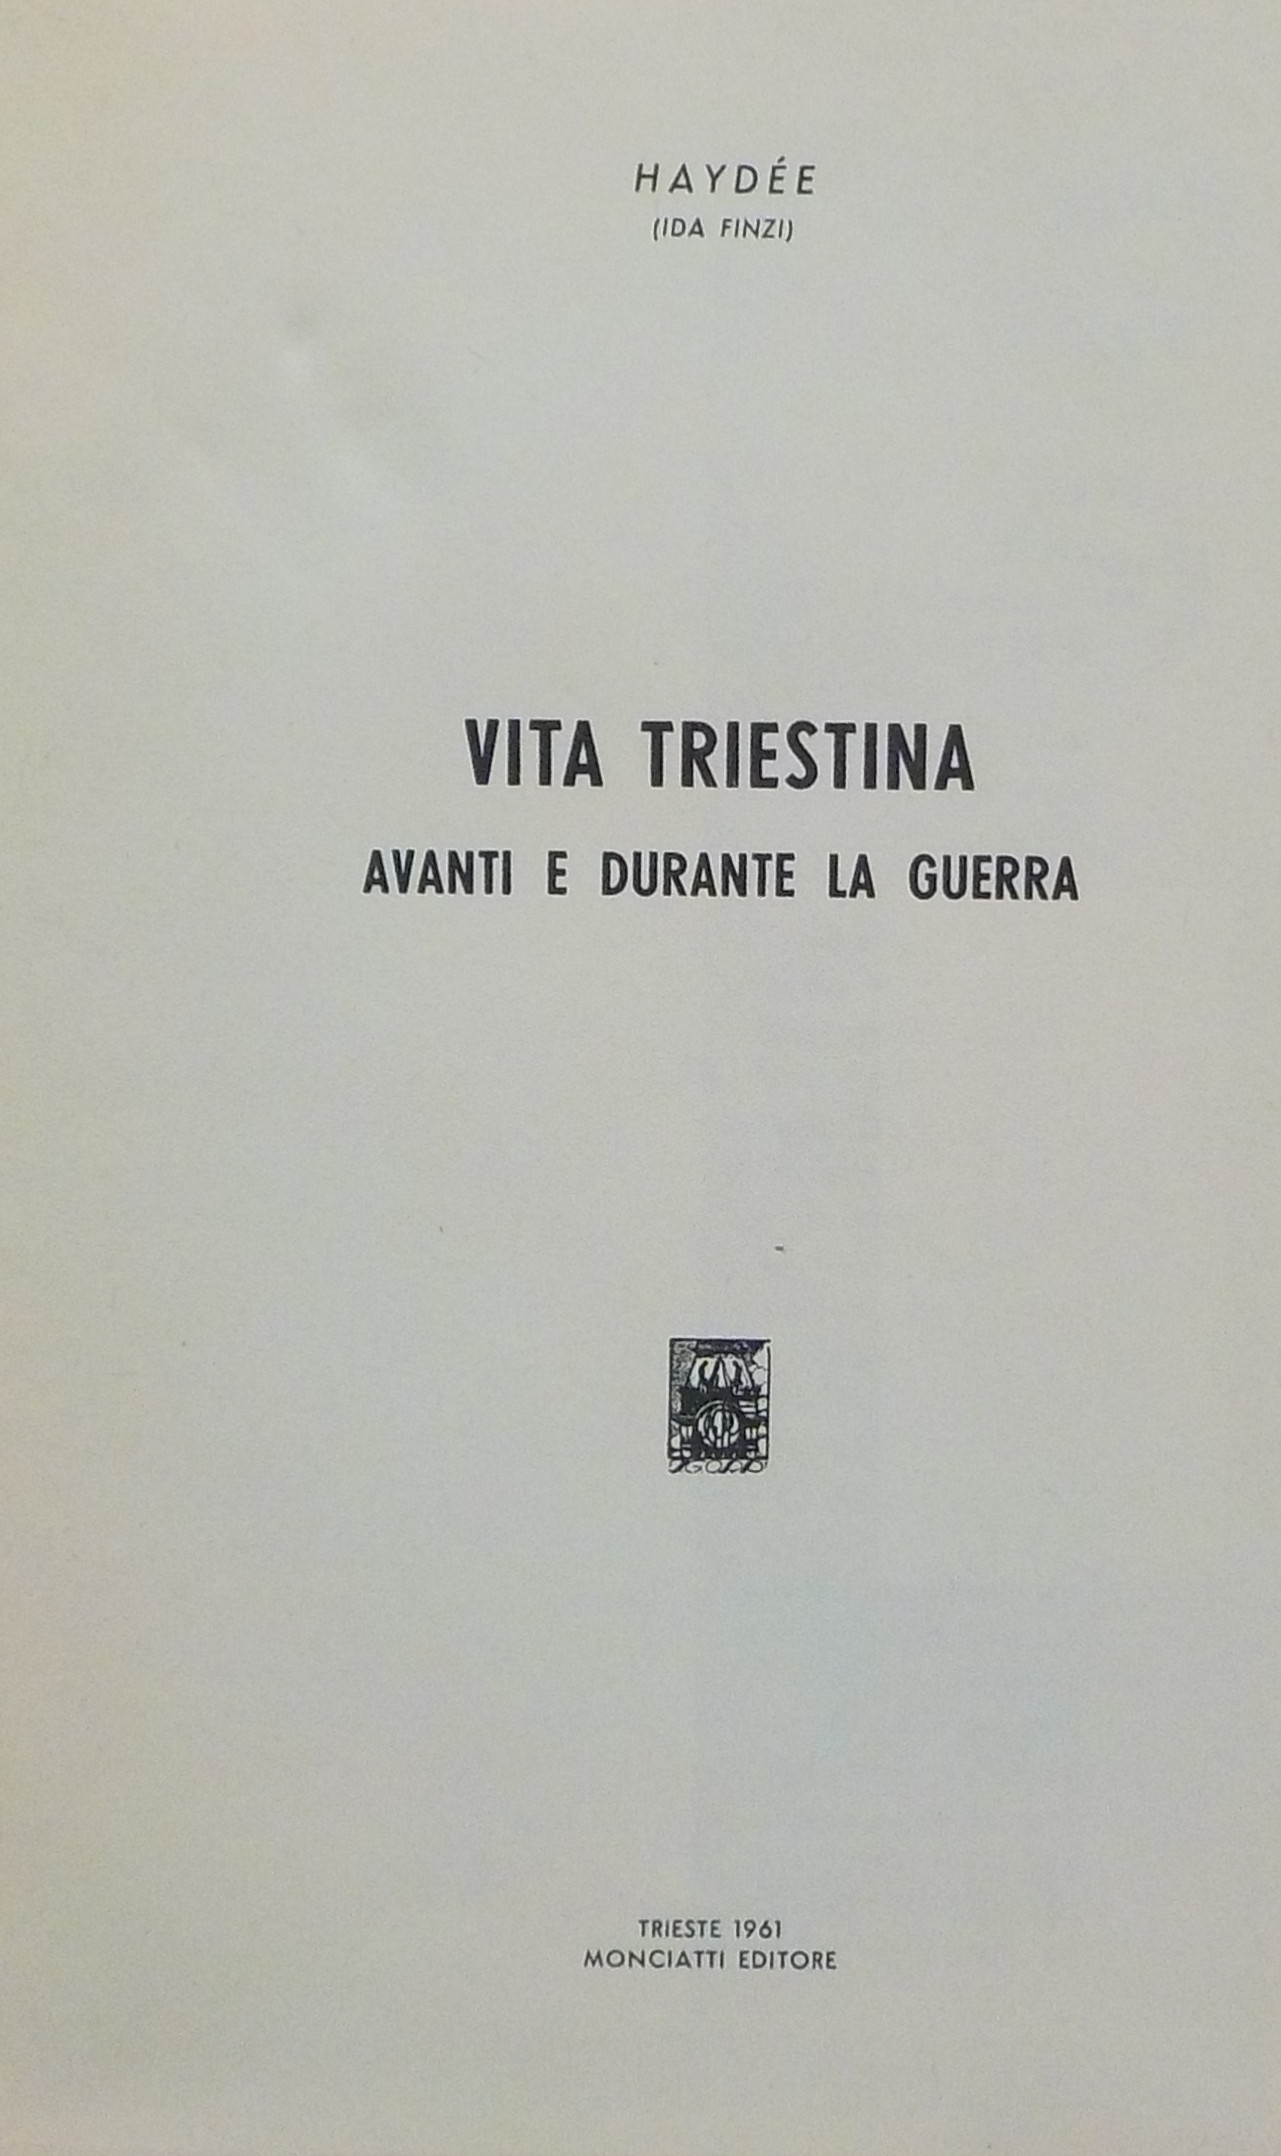 HAYDÉE
(IDA FINZI)
VITA TRIESTINA
AVANTI E DURANTE LA GUERRA
TRIESTE 1961
MONCIATTI EDITORE